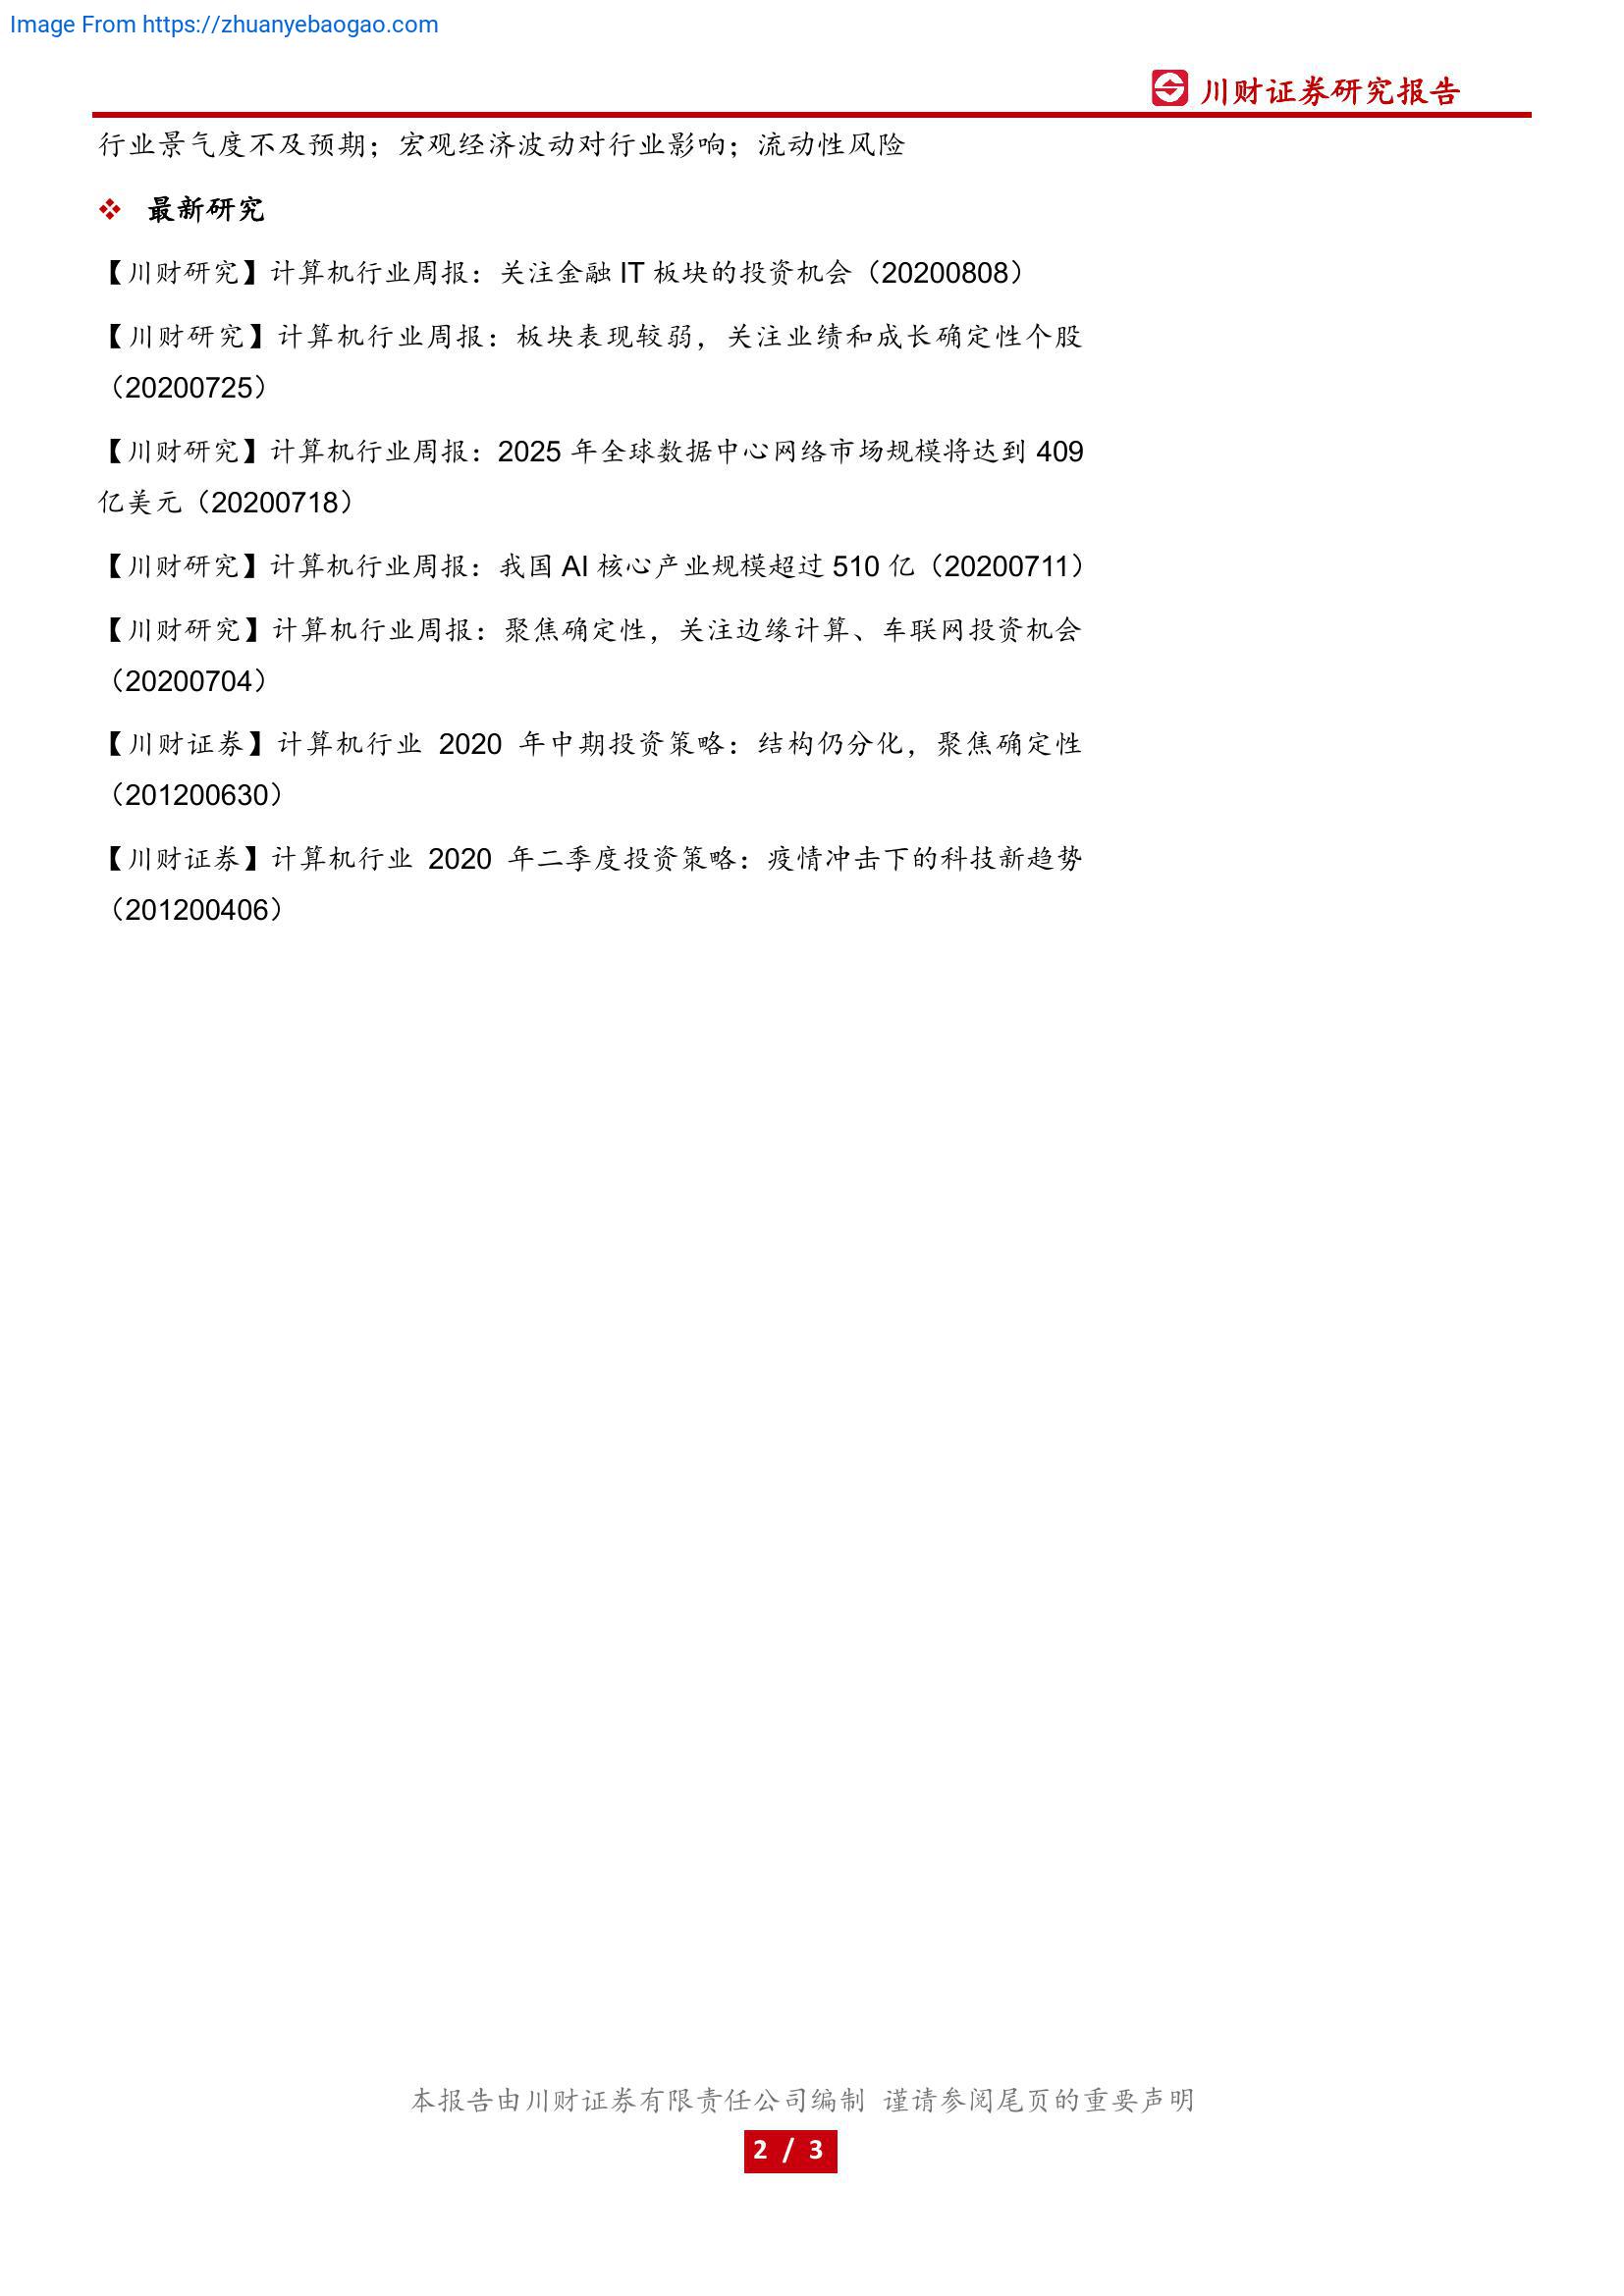 Image From https://zhuanyebaogao.com
川财证券研究报告
行业景气度不及预期；宏观经济波动对行业影响；流动性风险
❖ 最新研究
【川财研究】计算机行业周报：关注金融 IT 板块的投资机会（20200808）
【川财研究】计算机行业周报：板块表现较弱，关注业绩和成长确定性个股
（20200725）
【川财研究】计算机行业周报：2025 年全球数据中心网络市场规模将达到 409
亿美元（20200718）
【川财研究】计算机行业周报：我国 AI 核心产业规模超过 510 亿（20200711）
【川财研究】计算机行业周报：聚焦确定性，关注边缘计算、车联网投资机会
（20200704）
【川财证券】计算机行业 2020 年中期投资策略：结构仍分化，聚焦确定性
（201200630）
【川财证券】计算机行业 2020 年二季度投资策略：疫情冲击下的科技新趋势
（201200406）
本报告由川财证券有限责任公司编制 谨请参阅尾页的重要声明
2 / 3